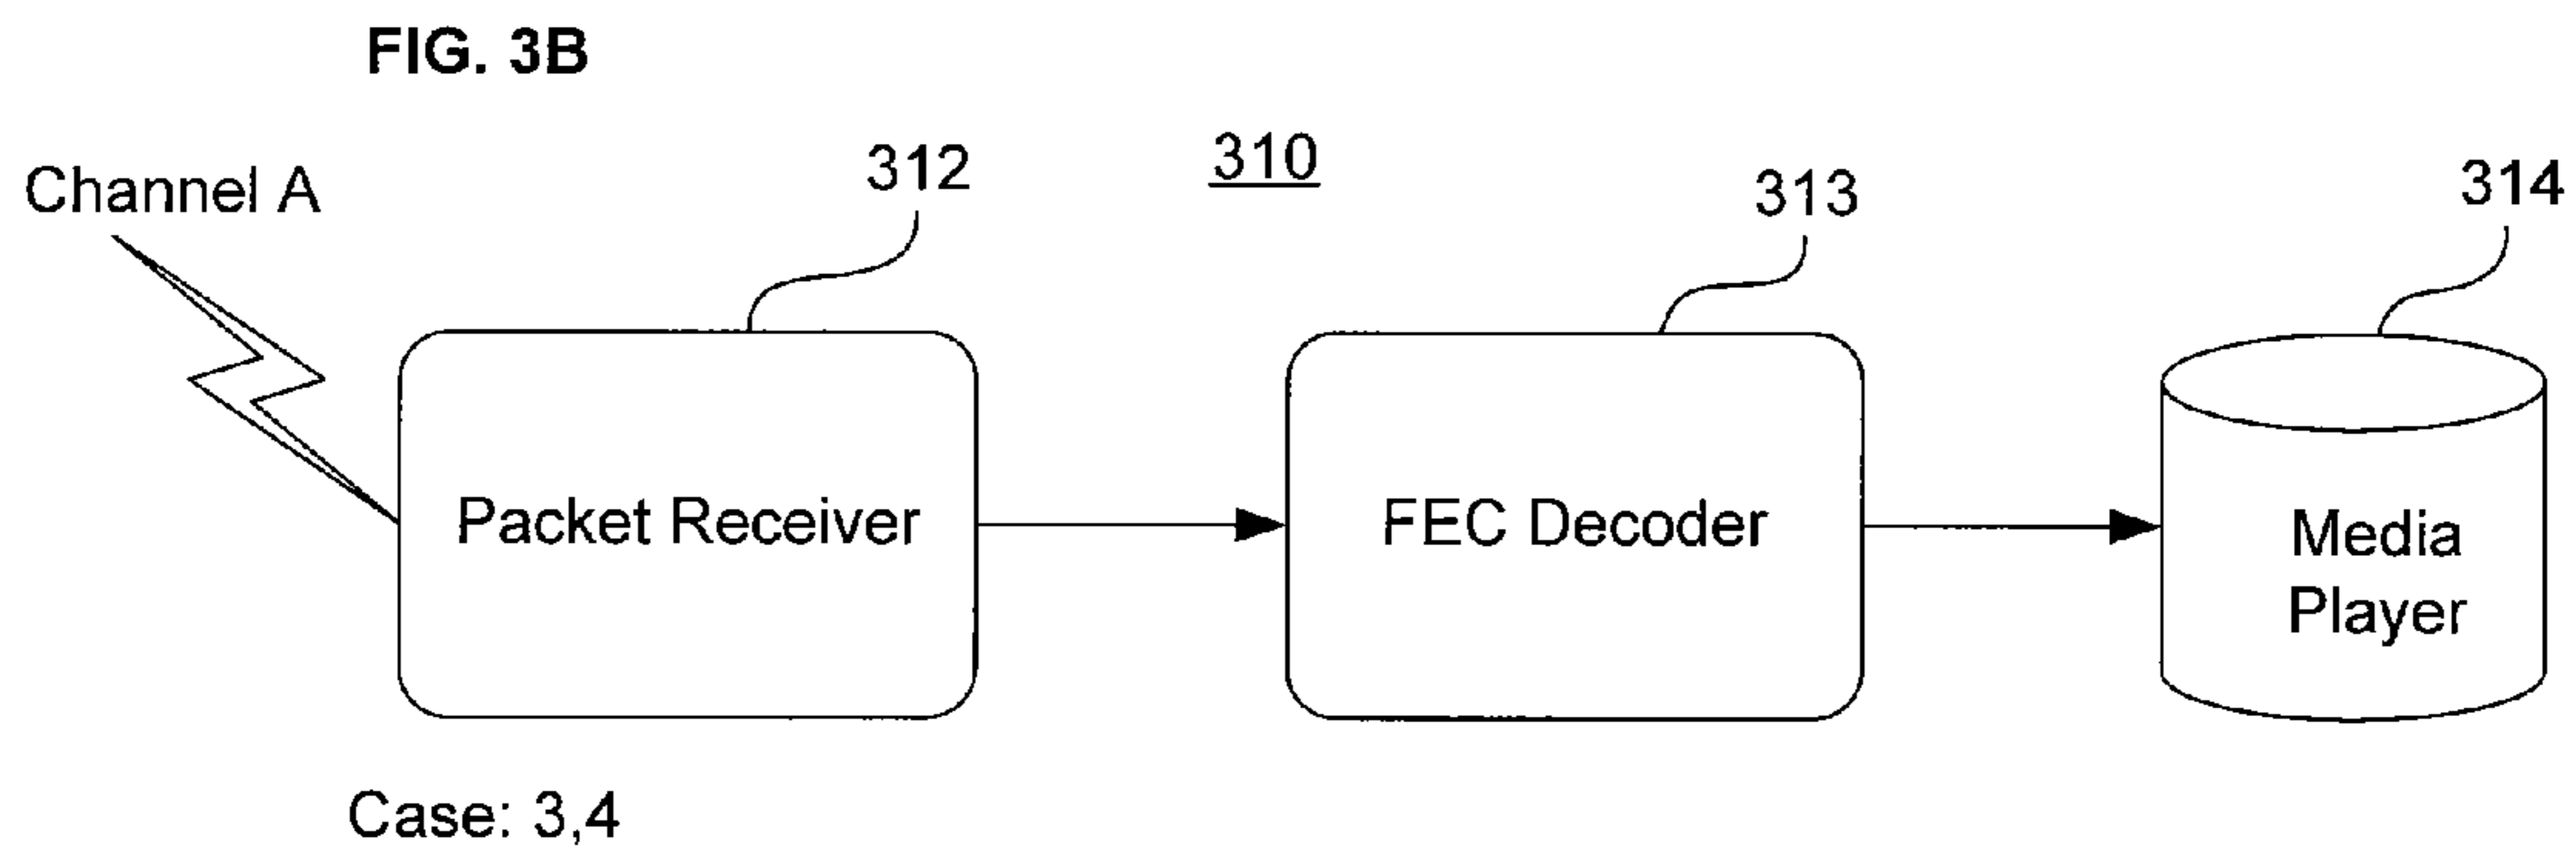 FIG. 3B
Channel A
312
310
313
314
Packet Receiver
FEC Decoder
Media
Player
Case: 3,4